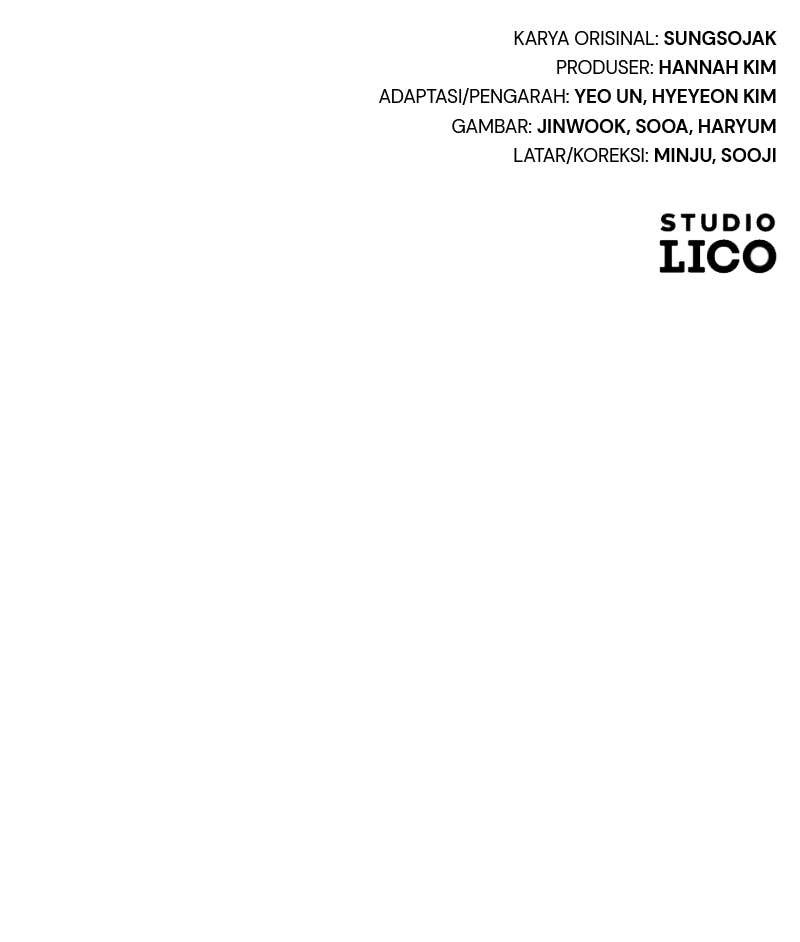 KARYA ORISINAL: SUNGSOJAK
PRODUSER: HANNAH KIM
ADAPTASI/PENGARAH: YEO UN, HYEYEON KIM
GAMBAR: JINWOOK, SOOA, HARYUM
LATAR/KOREKSI: MINJU, SOOJI
STUDIO
LICO